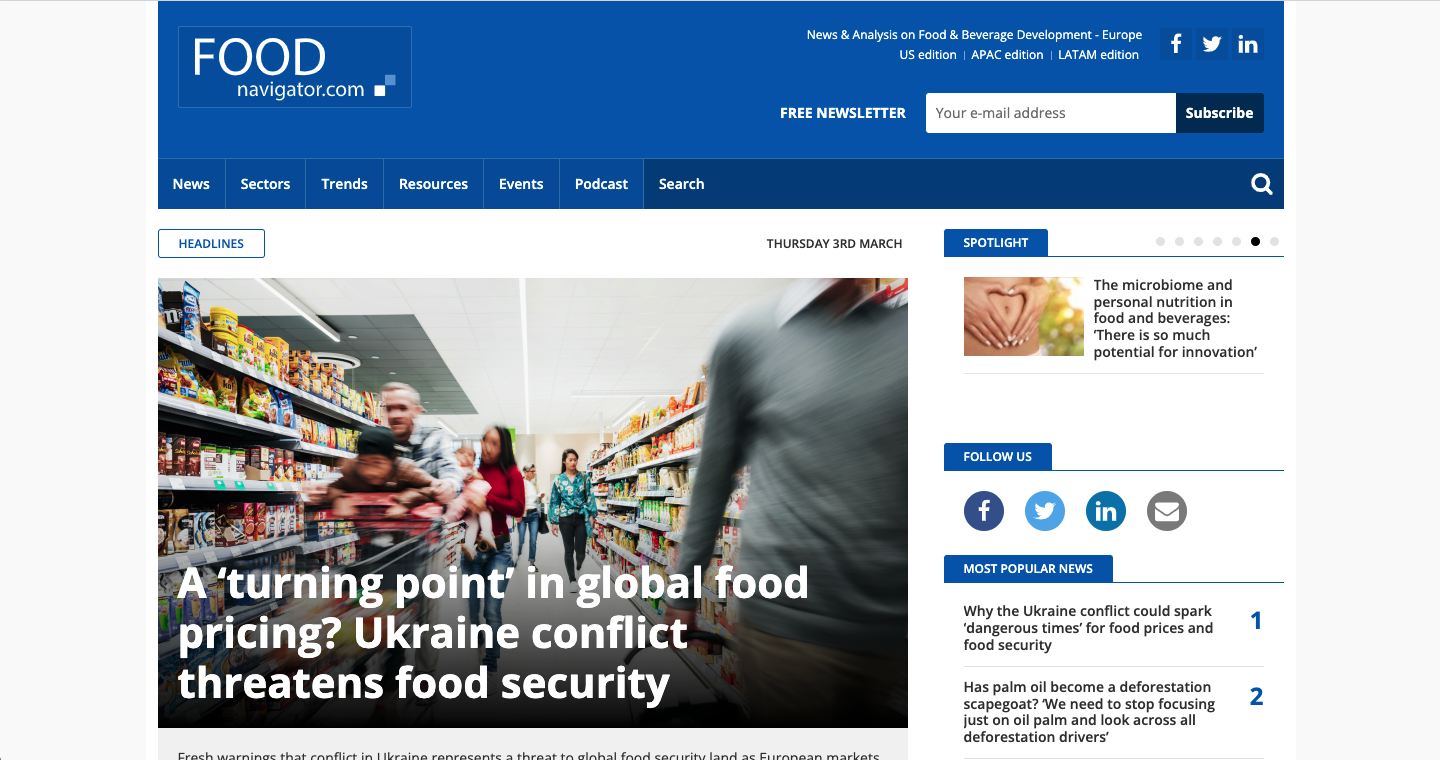 FOOD
navigator.com
News & Analysis on Food & Beverage Development - Europe
US edition | APAC edition | LATAM edition
FREE NEWSLETTER
Your e-mail address
Subscribe
News
Sectors
Trends
Resources
Events
Podcast
Search
HEADLINES
THURSDAY 3RD MARCH
A ‘turning point’ in global food
pricing? Ukraine conflict
threatens food security
Fresh warnings that conflict in Ukraine represents a threat to global food security land as European markets
SPOTLIGHT
The microbiome and
personal nutrition in
food and beverages:
‘There is so much
potential for innovation’
FOLLOW US
MOST POPULAR NEWS
Why the Ukraine conflict could spark
‘dangerous times’ for food prices and
food security
1
Has palm oil become a deforestation
scapegoat? ‘We need to stop focusing
just on oil palm and look across all
deforestation drivers’
2